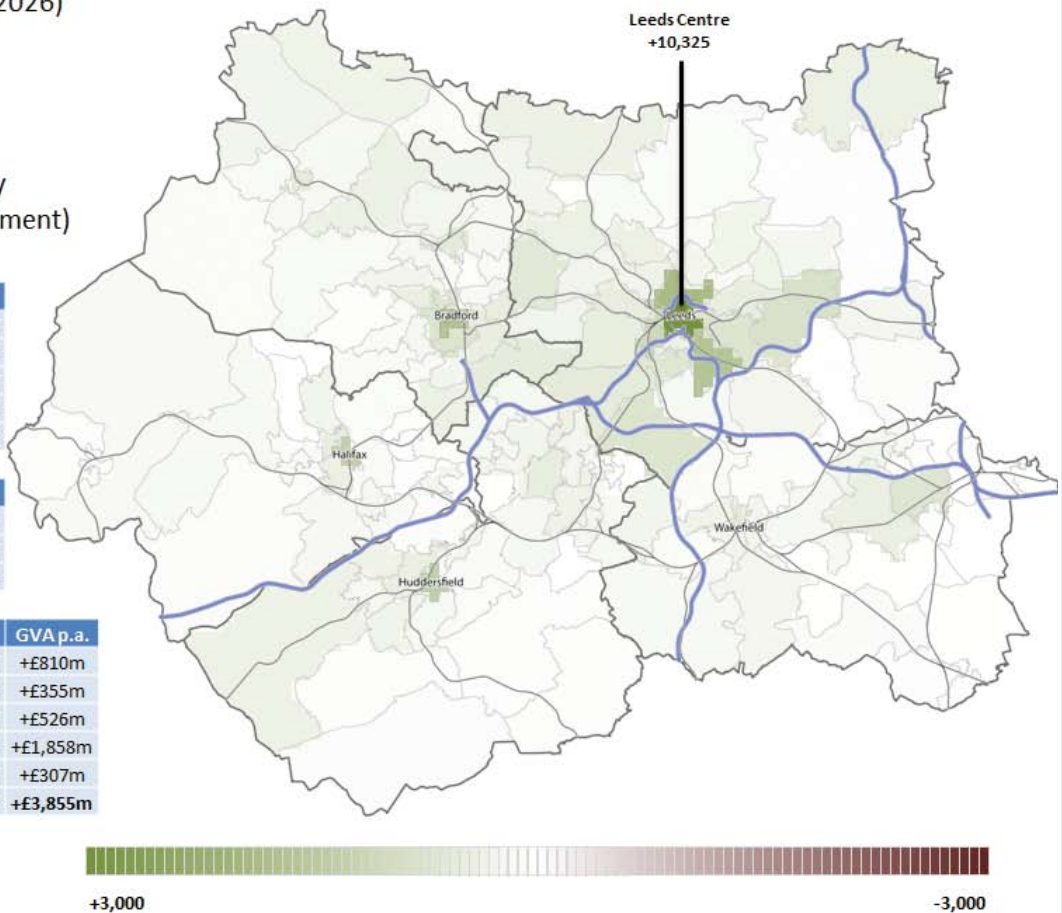 2026)
Leeds Centre
+10,325
/
ment)
Bradford
Leeds
Halifax
Wakefield
Huddersfield
GVA p.a.
+£810m
+£355m
+£526m
+£1,858m
+£307m
+£3,855m
+3,000
-3,000